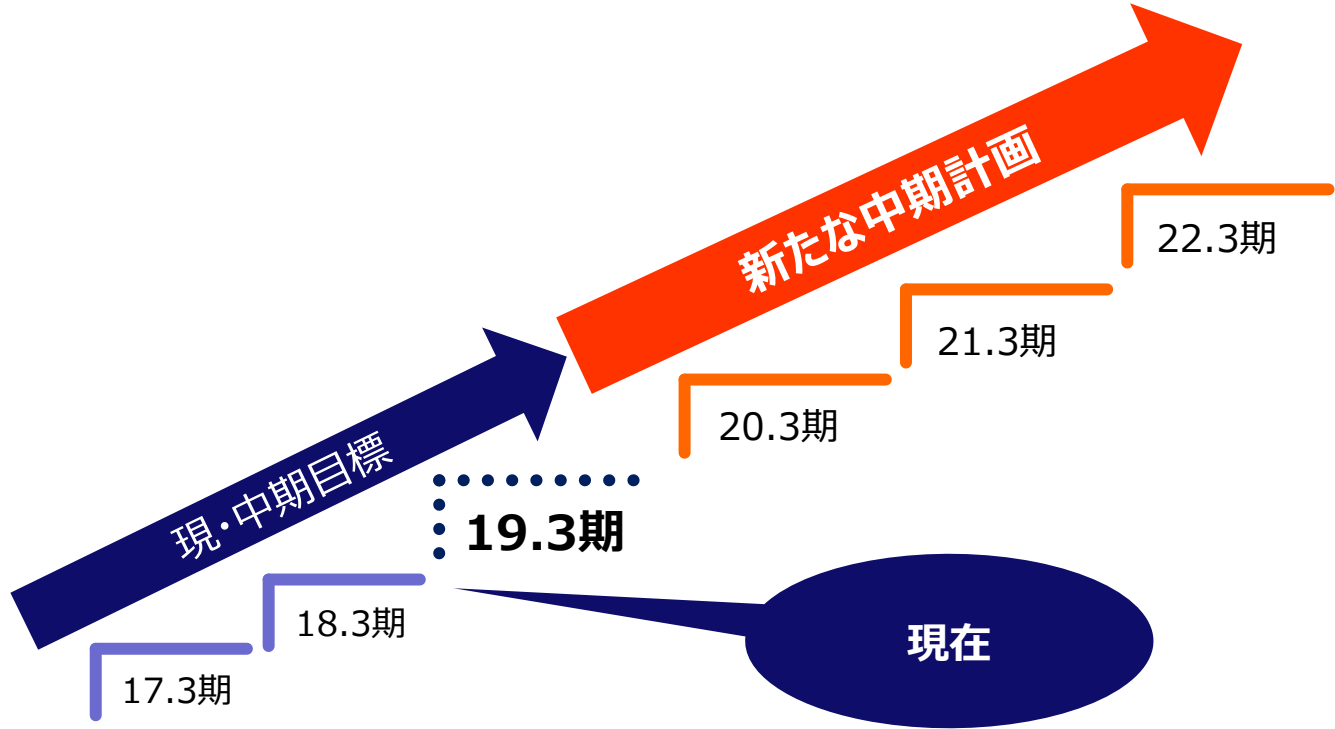 新たな中期計画
22.3期
21.3期
20.3期
現・中期目標
19.3期
18.3期
現在
17.3期